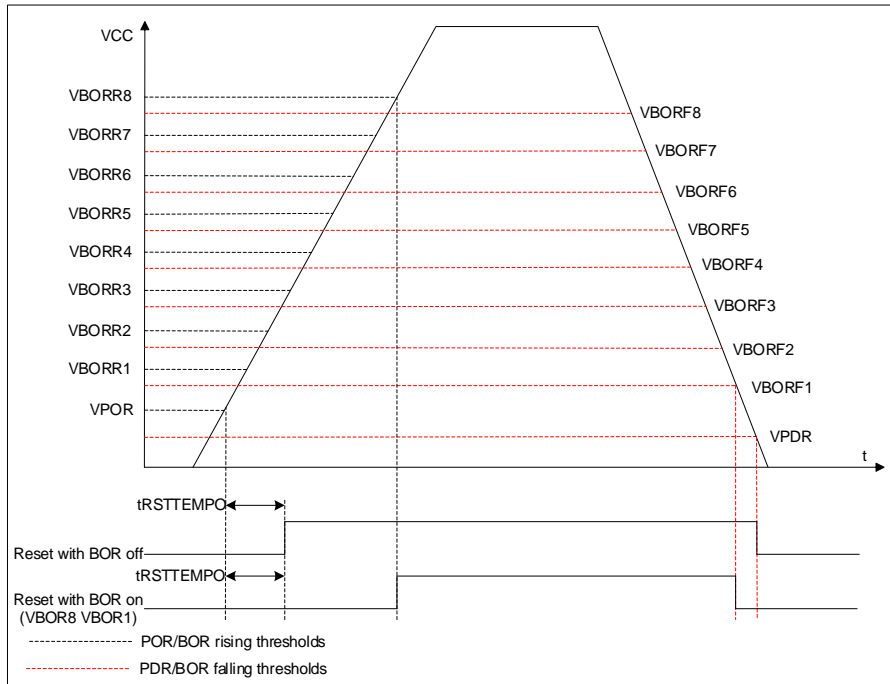 VCC
VBORR8
VBORF8
VBORR7
VBORF7
VBORR6
VBORF6
VBORR5
VBORF5
VBORR4
VBORF4
VBORR3
VBORF3
VBORR2
VBORF2
VBORR1
VBORF1
VPOR
VPDR
t
tRSTTEMPO
Reset with BOR off
tRSTTEMPO
Reset with BOR on
(VBOR8 VBOR1)
POR/BOR rising thresholds
PDR/BOR falling thresholds